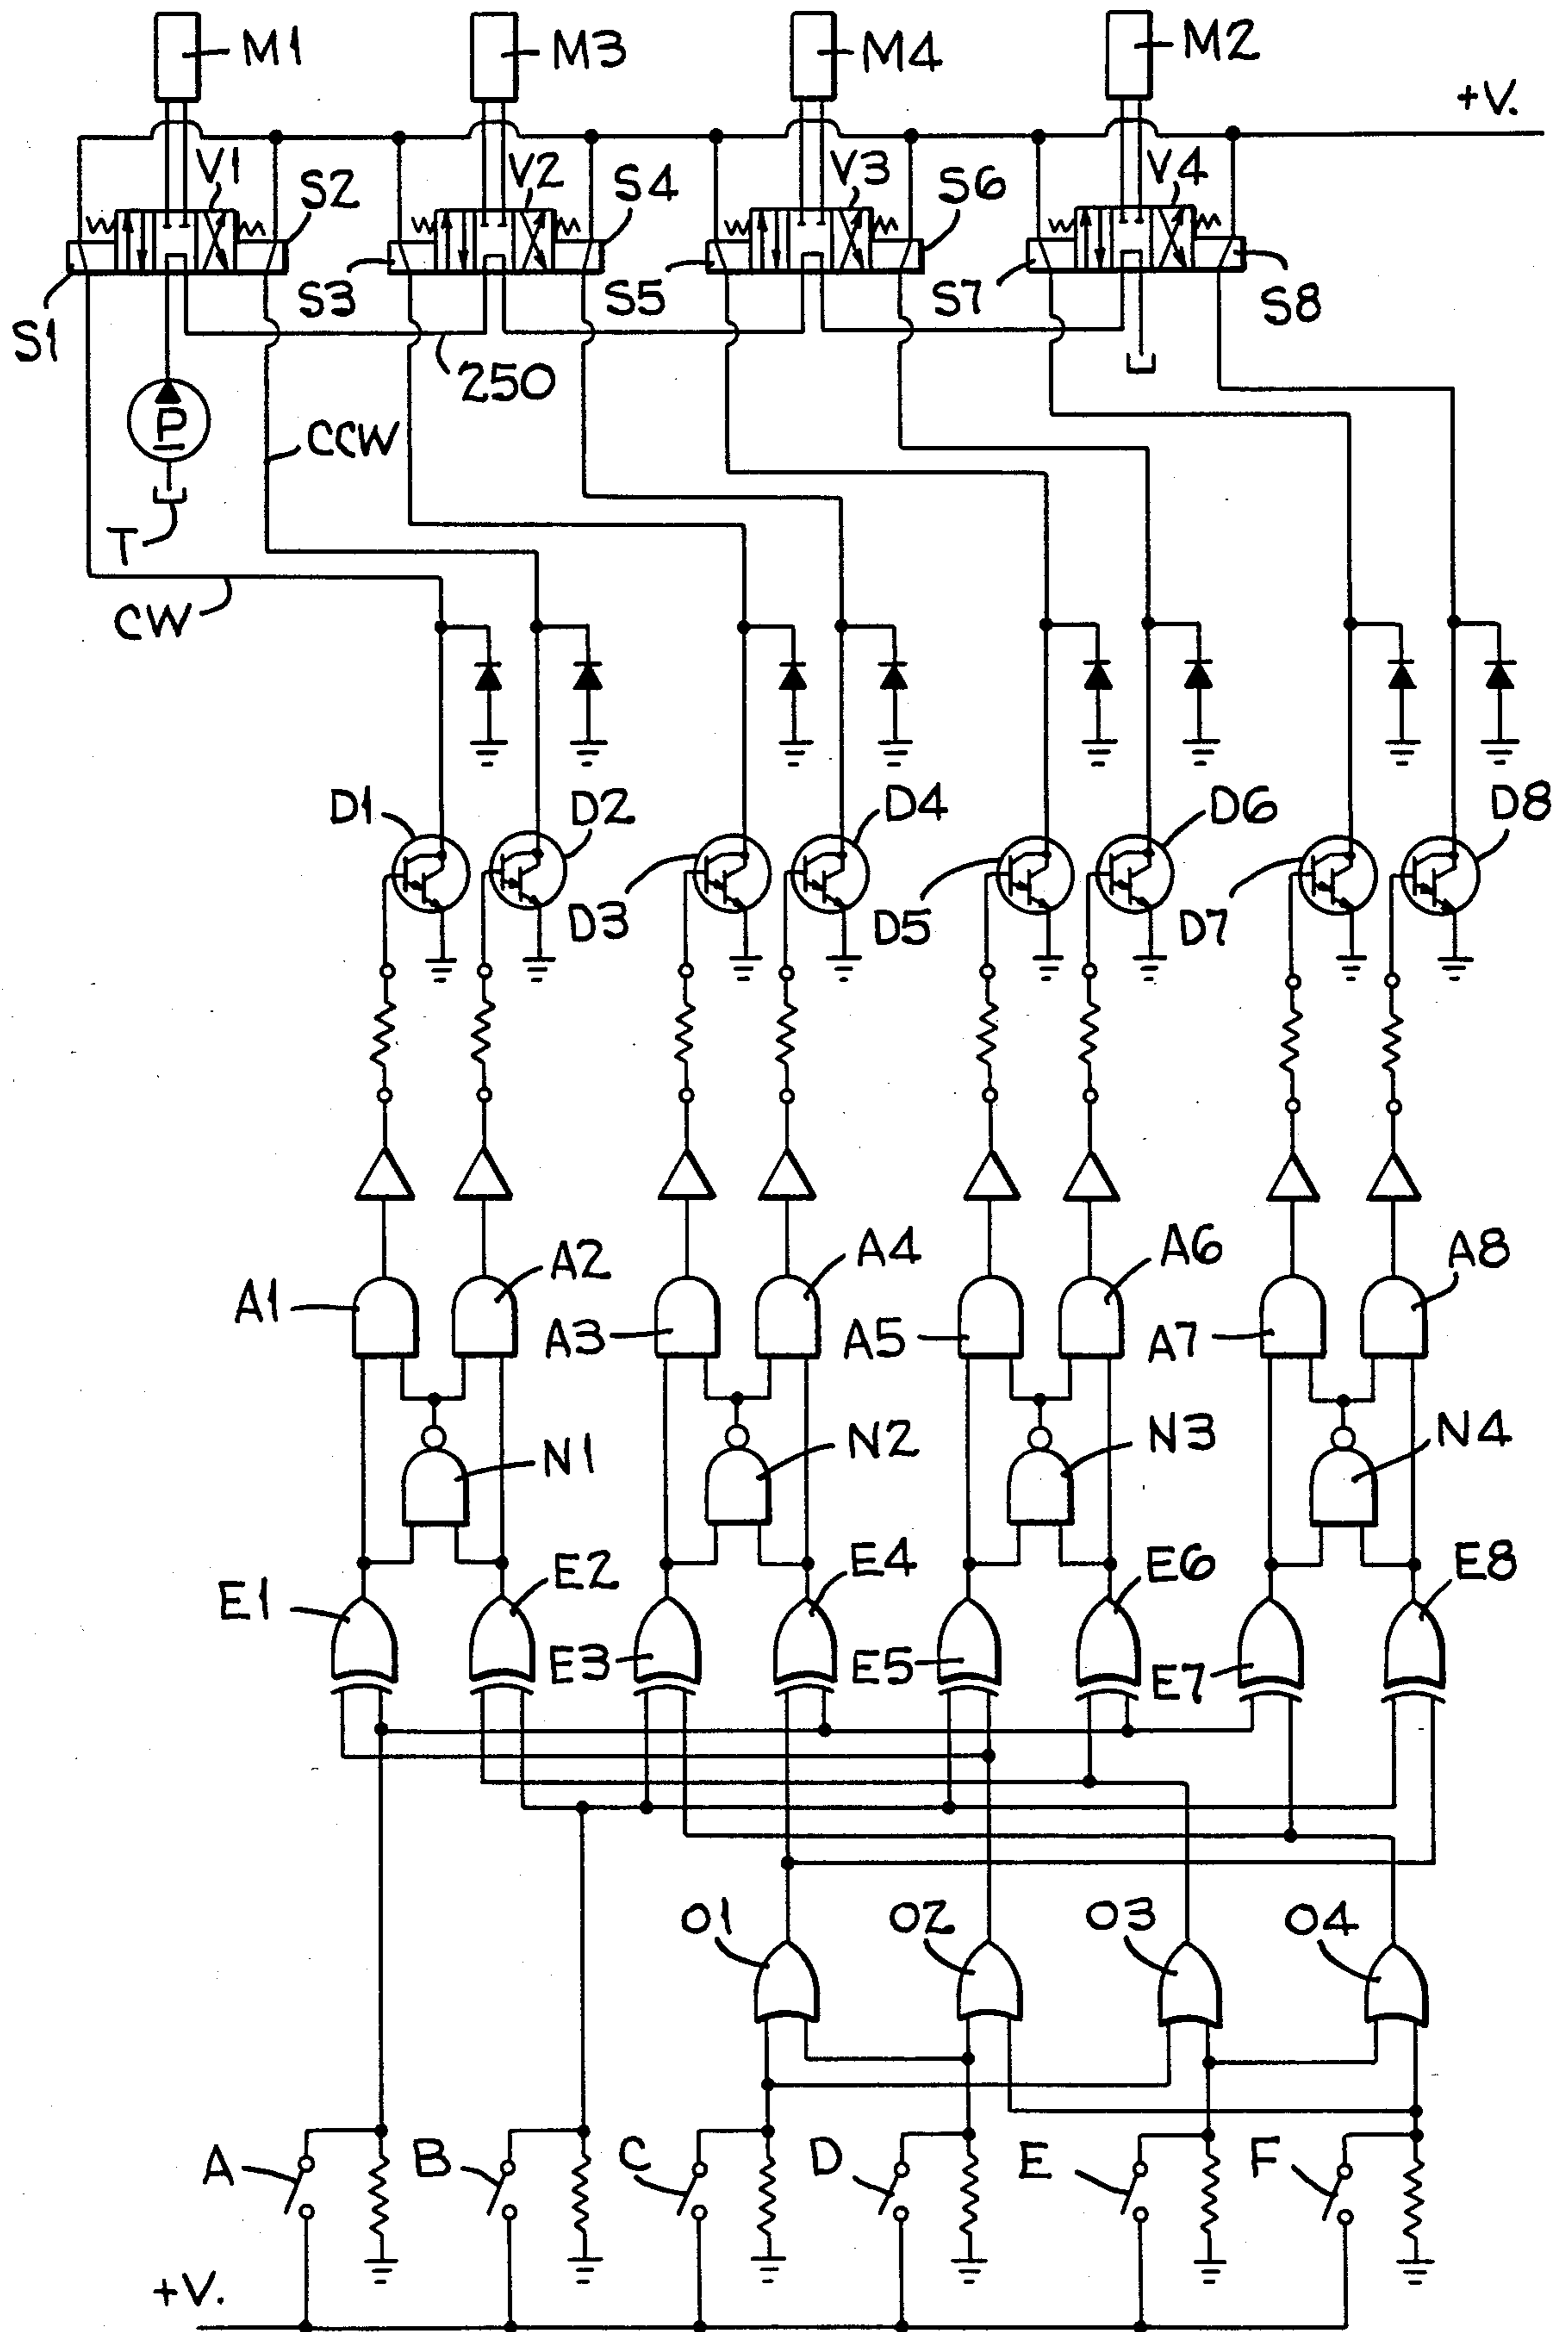 M1 M3 M4 M2
+V.
V1 S2 V2 S4 V3 S6 V4
S1 S3 S5 S7 S8
250
P
CCW
T
CW
D1 D2 D4 D6 D8
D3 D5 D7
A1 A2 A4 A6 A8
A3 A5 A7
N1 N2 N3 N4
E1 E2 E4 E6 E8
E3 E5 E7
O1 O2 O3 O4
A B C D E F
+V.